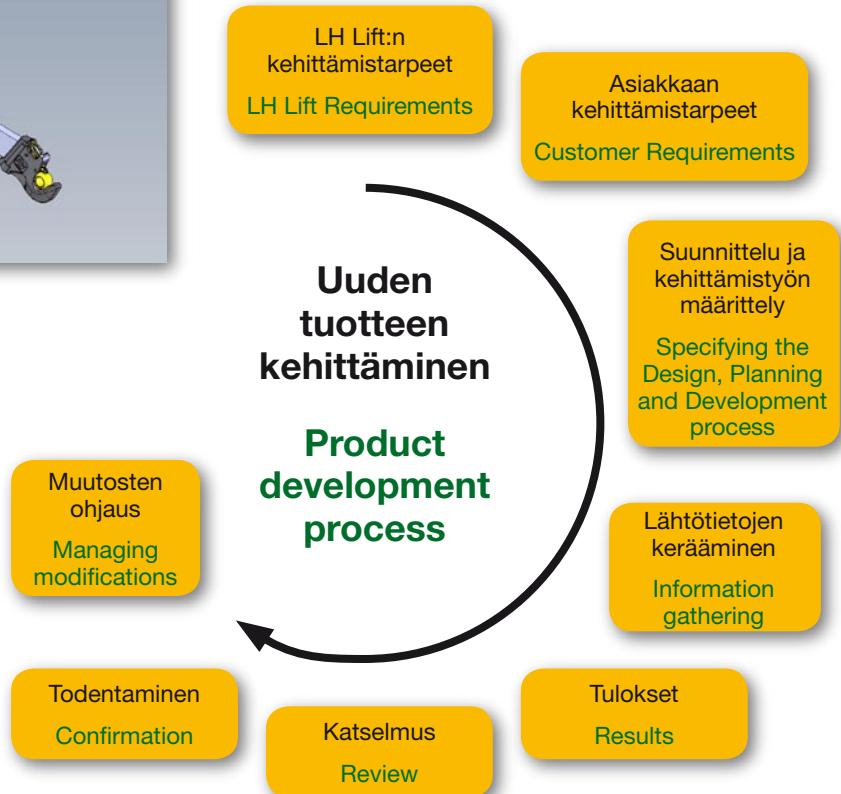 LH Lift:n
kehittämistarpeet
LH Lift Requirements
Asiakkaan
kehittämistarpeet
Customer Requirements
Suunnittelu ja
kehittämistyön
määrittely
Specifying the
Design, Planning
and Development
process
Lähtötietojen
kerääminen
Information
gathering
Tulokset
Results
Katselmus
Review
Todentaminen
Confirmation
Muutosten
ohjaus
Managing
modifications
Uuden
tuotteen
kehittäminen
Product
development
process